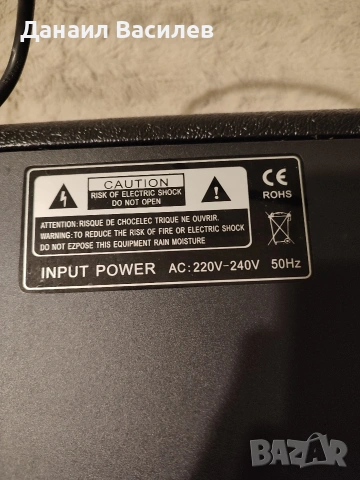 Данаил Василев
CAUTION
RISK OF ELECTRIC SHOCK
DO NOT OPEN
CE
ROHS
ATTENTION: RISQUE DE CHOCELEC TRIQUE NE OUVRIR.
WARNING: TO REDUCE THE RISK OF FIRE OR ELECTRIC SHOCK
DO NOT EZPOSE THIS EQUIPMENT RAIN MOISTURE
INPUT POWER AC:220V-240V 50Hz
BAZAR